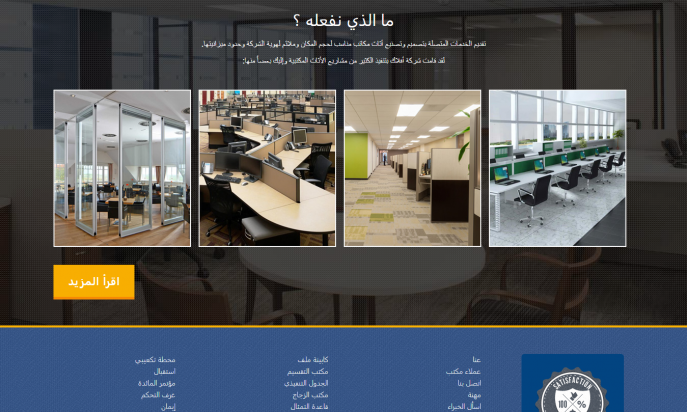 ما الذي نفعله ؟
تقديم الخدمات المتصلة بتصميم وتصنيع أثاث مكاتب مناسب لحجم المكان وملائم لهوية الشركة وحدود ميزانيتها.
لقد قامت شركة أفلاك بتنفيذ الكثير من مشاريع الأثاث المكتبية وإليك بعضاً منها:
اقرأ المزيد
عنا
عملاء مكتب
اتصل بنا
مهنة
اسأل الخبراء
كابينة ملف
مكتب التقسيم
الجدول التنفيذي
مكتب الزجاج
قاعدة التمثال
محطة تكعيبي
استقبال
مؤتمر المائدة
غرف التحكم
إيمان
SATISFACTION
100 %